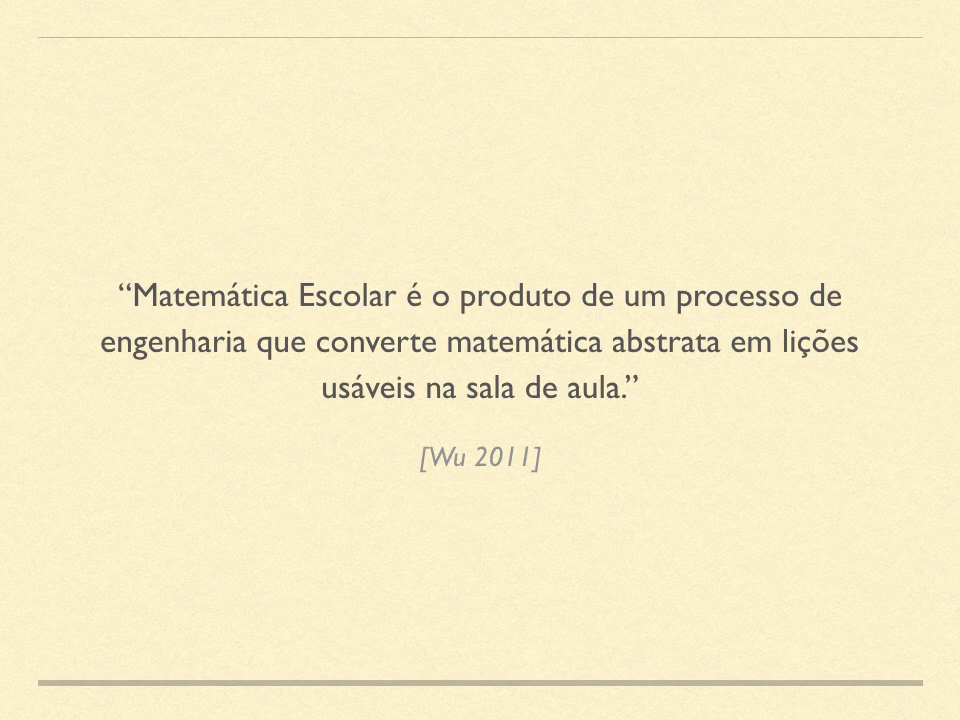 “Matemática Escolar é o produto de um processo de
engenharia que converte matemática abstrata em lições
usáveis na sala de aula.”
[Wu 2011]